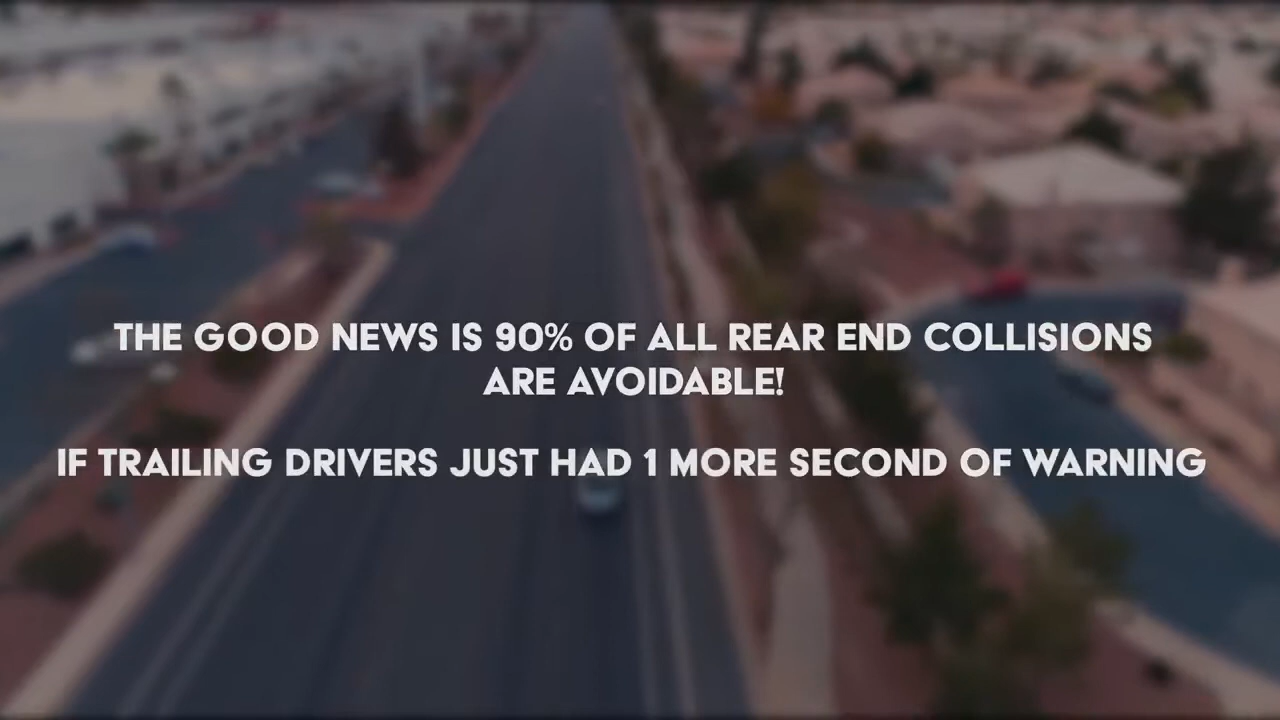 THE GOOD NEWS IS 90% OF ALL REAR END COLLISIONS
ARE AVOIDABLE!
IF TRAILING DRIVERS JUST HAD 1 MORE SECOND OF WARNING